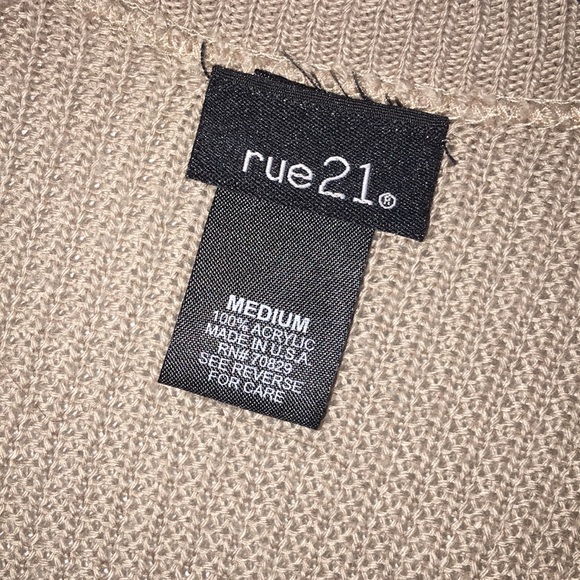 rue21®
MEDIUM
100% ACRYLIC
MADE IN U.S.A
RN# 70829
SEE REVERSE
FOR CARE